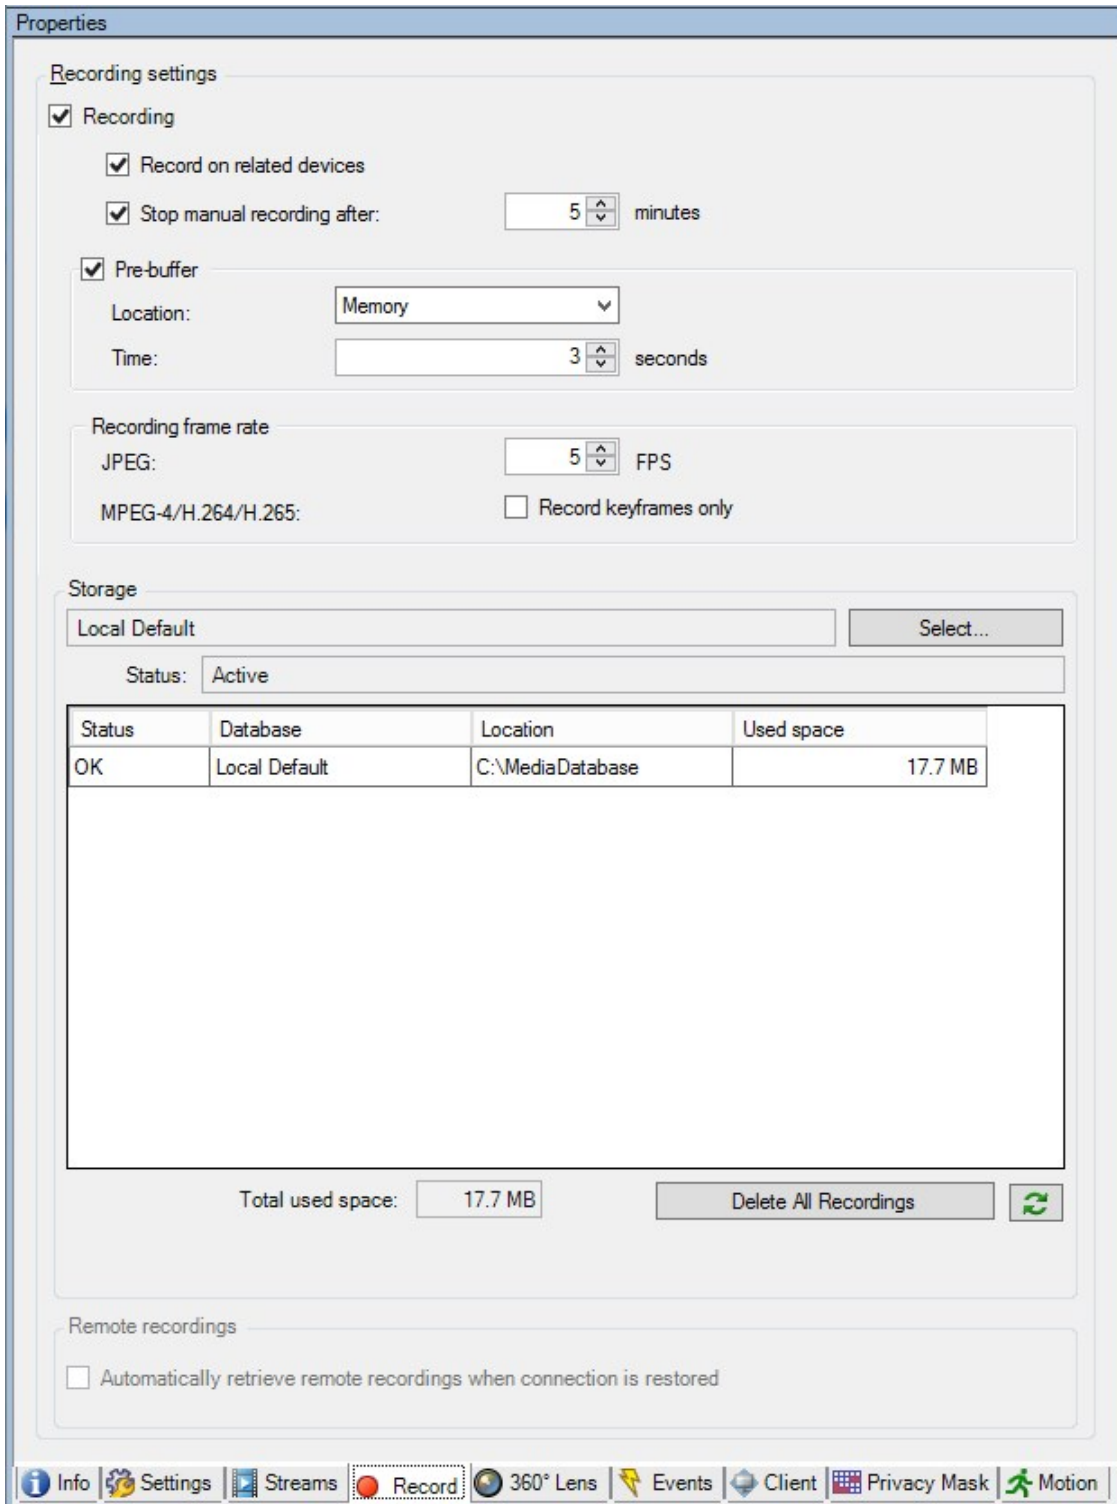 Properties
Recording settings
Recording
Record on related devices
Stop manual recording after: 5 minutes
Pre-buffer
Location: Memory
Time: 3 seconds
Recording frame rate
JPEG: 5 FPS
MPEG-4/H.264/H.265: Record keyframes only
Storage
Local Default Select...
Status: Active
Status Database Location Used space
OK Local Default C:\MediaDatabase 17.7 MB
Total used space: 17.7 MB Delete All Recordings
Remote recordings
Automatically retrieve remote recordings when connection is restored
Info Settings Streams Record 360° Lens Events Client Privacy Mask Motion